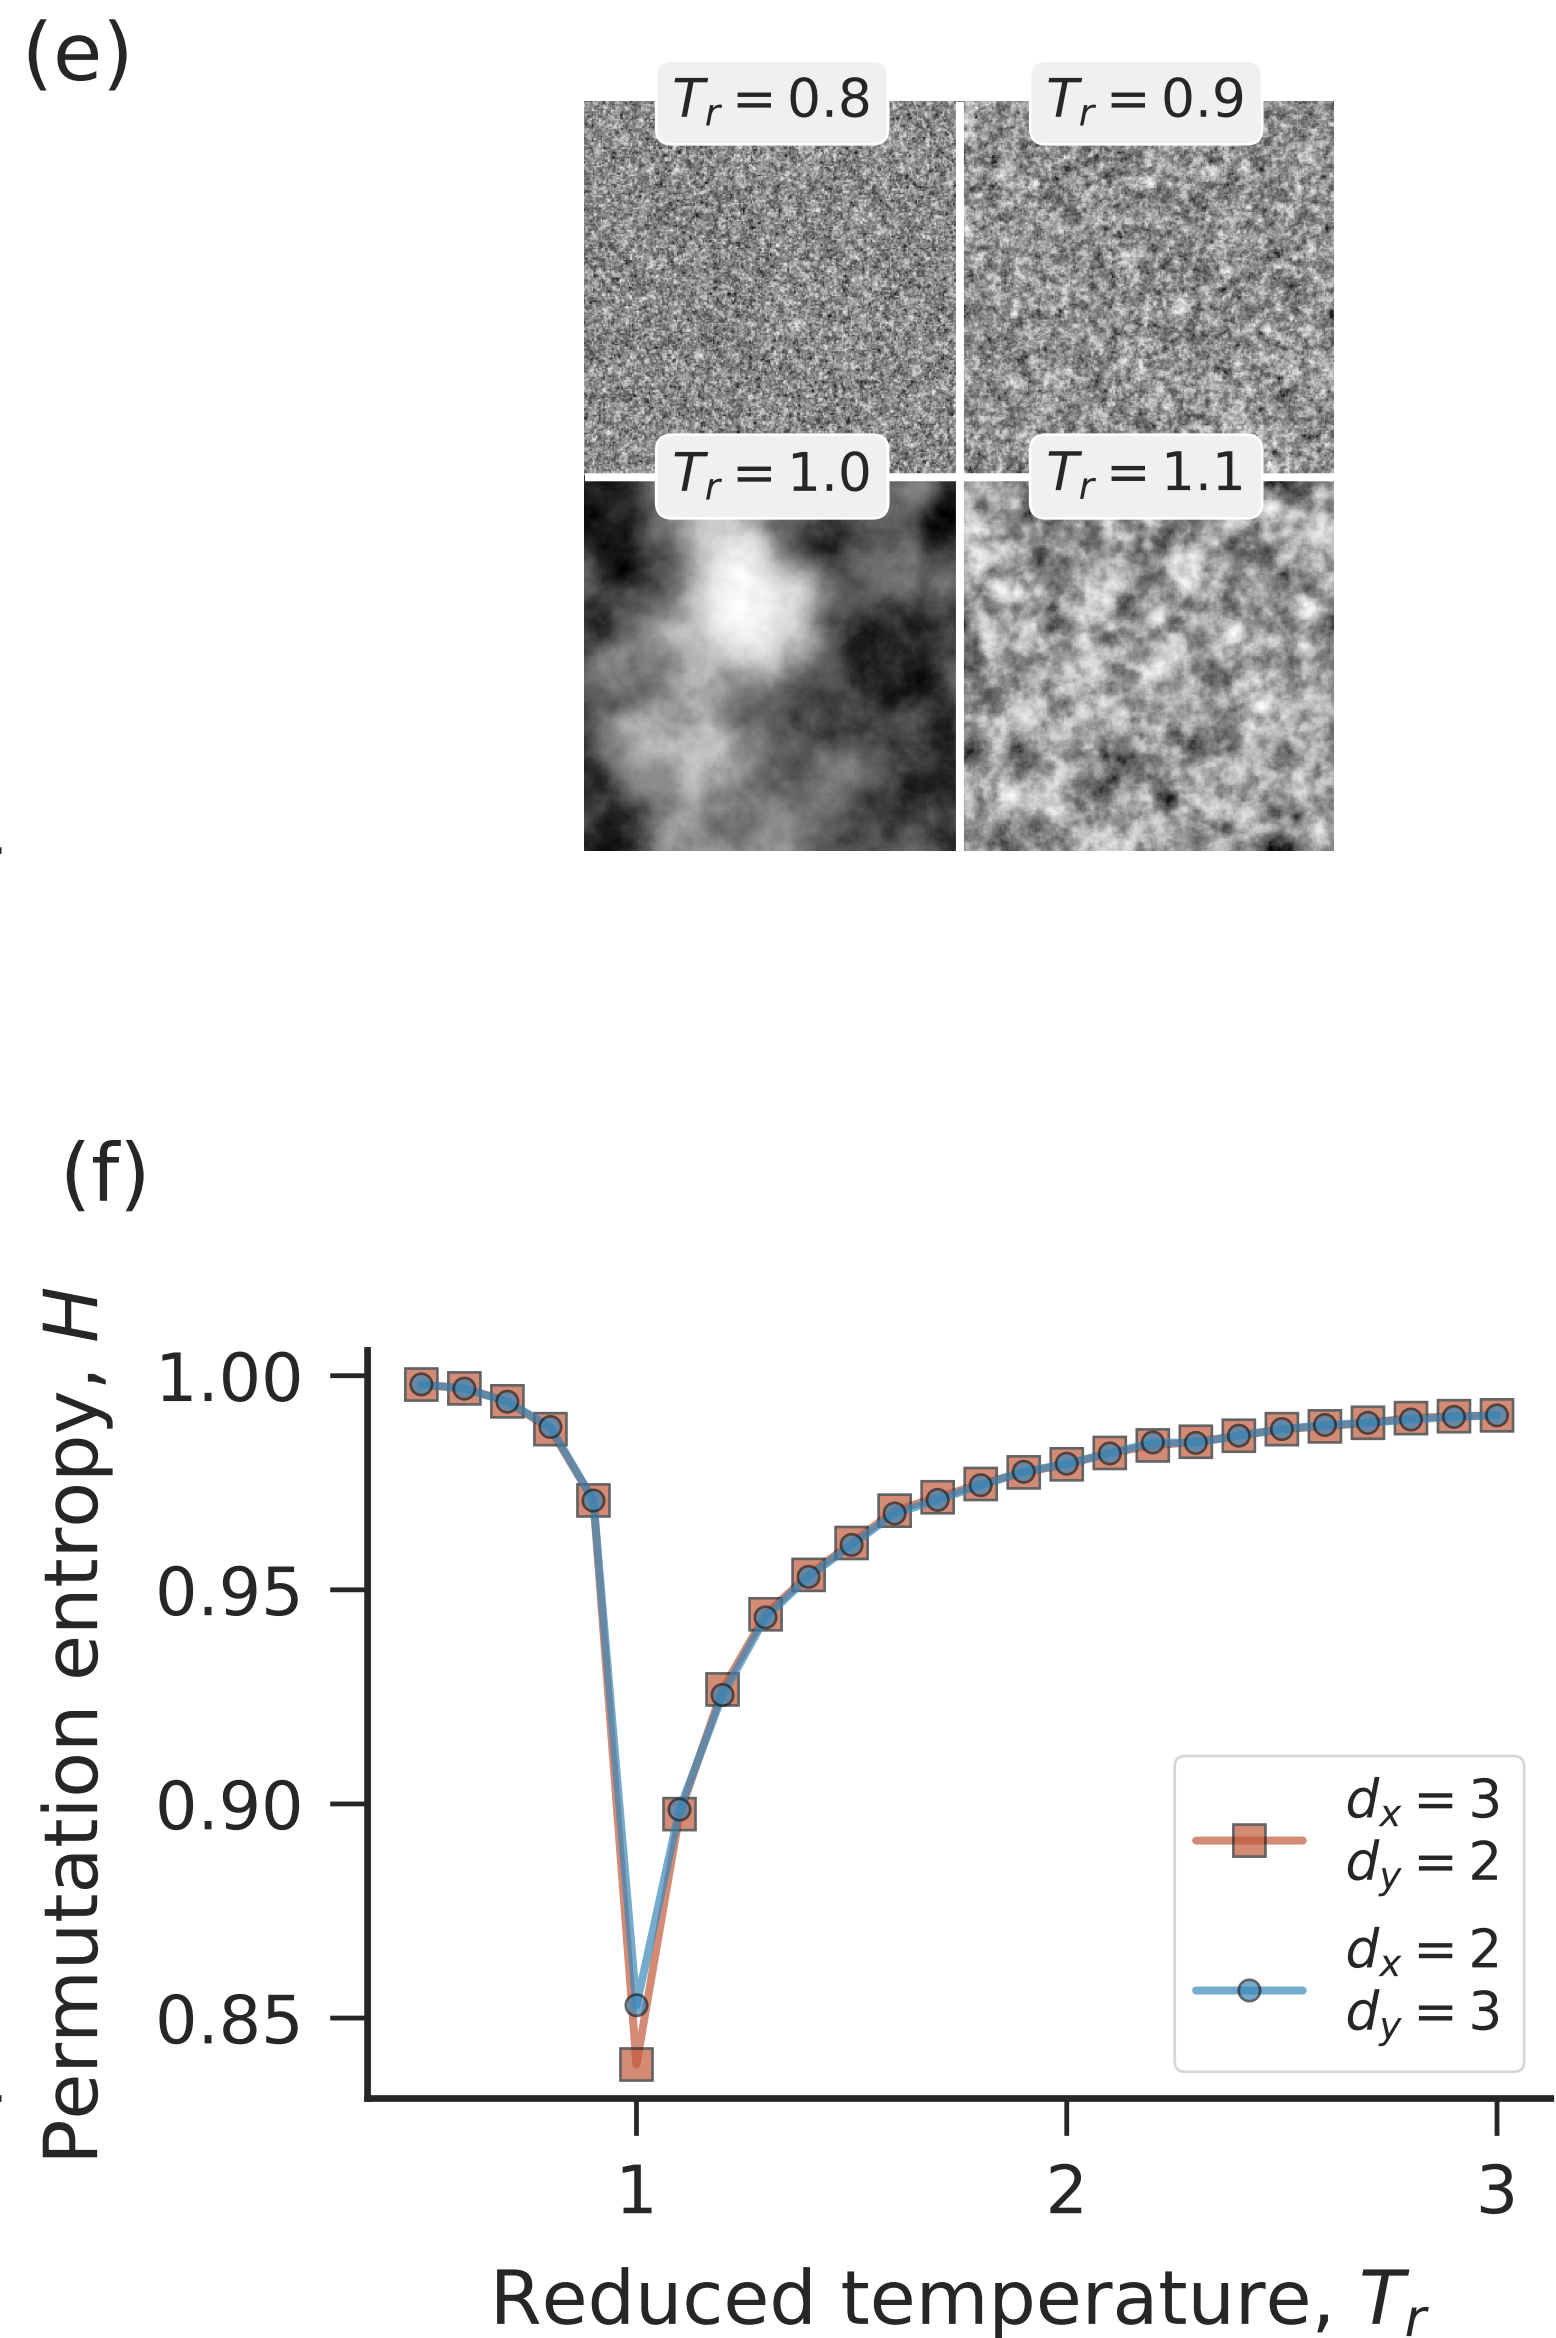 (e)
T_r = 0.8
T_r = 0.9
T_r = 1.0
T_r = 1.1
(f)
Permutation entropy, H
1.00
0.95
0.90
0.85
d_x = 3
d_y = 2
d_x = 2
d_y = 3
1
2
3
Reduced temperature, T_r